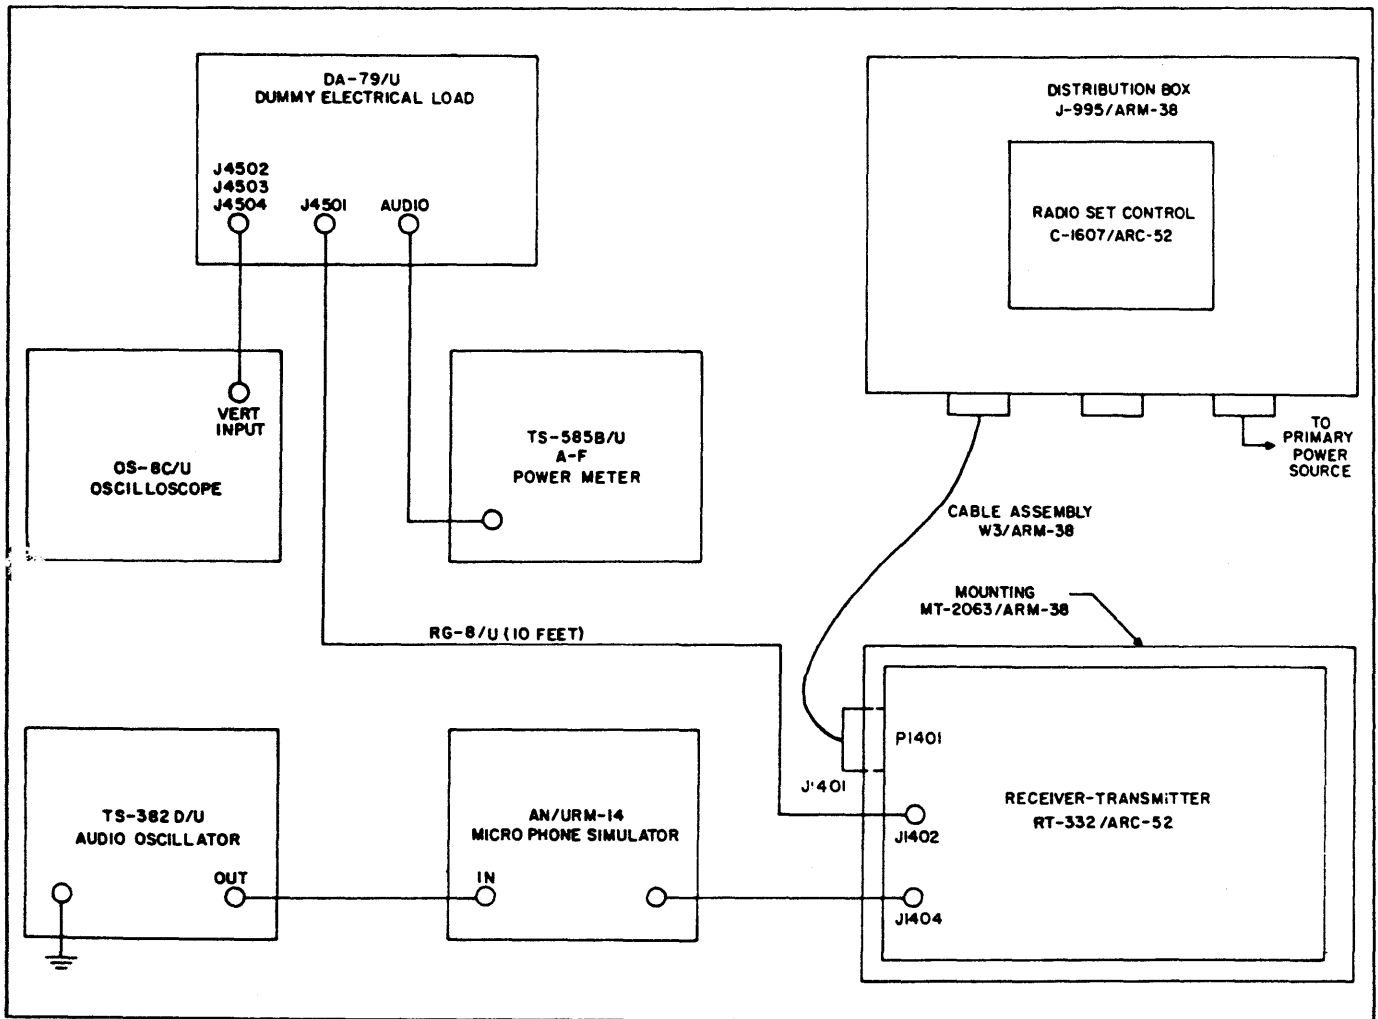 DA-79/U
DUMMY ELECTRICAL LOAD
J4502
J4503
J4504
J4501
AUDIO
DISTRIBUTION BOX
J-995/ARM-38
RADIO SET CONTROL
C-1607/ARC-52
VERT
INPUT
OS-8C/U
OSCILLOSCOPE
TS-585B/U
A-F
POWER METER
TO
PRIMARY
POWER
SOURCE
CABLE ASSEMBLY
W3/ARM-38
MOUNTING
MT-2063/ARM-38
RG-8/U (10 FEET)
P1401
J1401
TS-382 D/U
AUDIO OSCILLATOR
OUT
AN/URM-14
MICRO PHONE SIMULATOR
IN
RECEIVER-TRANSMITTER
RT-332/ARC-52
J1402
J1404